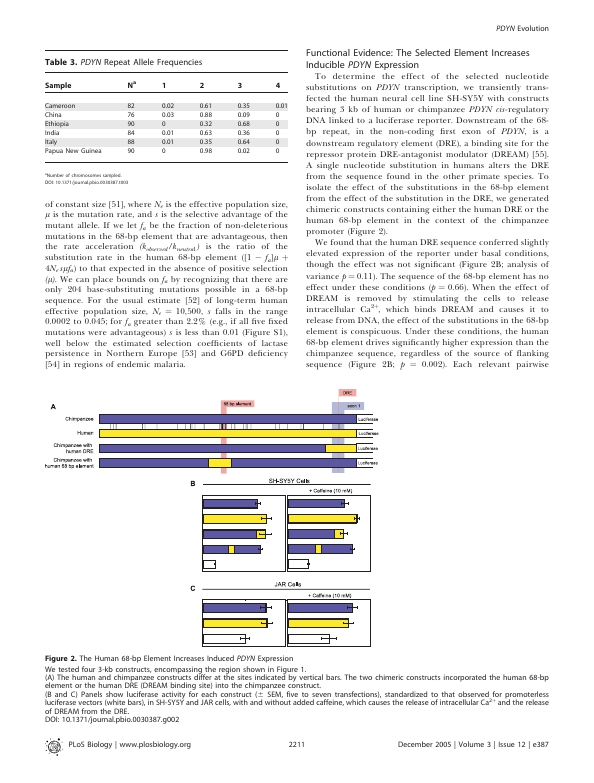 PDYN Evolution
Table 3. PDYN Repeat Allele Frequencies
Sample Nᵃ 1 2 3 4
Cameroon 82 0.02 0.61 0.35 0.01
China 76 0.03 0.88 0.09 0
Ethiopia 90 0 0.32 0.68 0
India 84 0.01 0.63 0.36 0
Italy 88 0.01 0.35 0.64 0
Papua New Guinea 90 0 0.98 0.02 0
ᵃNumber of chromosomes sampled.
DOI: 10.1371/journal.pbio.0030387.t003
of constant size [51], where Nₑ is the effective population size,
μ is the mutation rate, and s is the selective advantage of the
mutant allele. If we let fₐ be the fraction of non-deleterious
mutations in the 68-bp element that are advantageous, then
the rate acceleration (k_observed/k_neutral) is the ratio of the
substitution rate in the human 68-bp element ([1 − fₐ]μ +
4Nₑsμfₐ) to that expected in the absence of positive selection
(μ). We can place bounds on fₐ by recognizing that there are
only 204 base-substituting mutations possible in a 68-bp
sequence. For the usual estimate [52] of long-term human
effective population size, Nₑ = 10,500, s falls in the range
0.0002 to 0.045; for fₐ greater than 2.2% (e.g., if all five fixed
mutations were advantageous) s is less than 0.01 (Figure S1),
well below the estimated selection coefficients of lactase
persistence in Northern Europe [53] and G6PD deficiency
[54] in regions of endemic malaria.
Functional Evidence: The Selected Element Increases
Inducible PDYN Expression
To determine the effect of the selected nucleotide
substitutions on PDYN transcription, we transiently trans-
fected the human neural cell line SH-SY5Y with constructs
bearing 3 kb of human or chimpanzee PDYN cis-regulatory
DNA linked to a luciferase reporter. Downstream of the 68-
bp repeat, in the non-coding first exon of PDYN, is a
downstream regulatory element (DRE), a binding site for the
repressor protein DRE-antagonist modulator (DREAM) [55].
A single nucleotide substitution in humans alters the DRE
from the sequence found in the other primate species. To
isolate the effect of the substitutions in the 68-bp element
from the effect of the substitution in the DRE, we generated
chimeric constructs containing either the human DRE or the
human 68-bp element in the context of the chimpanzee
promoter (Figure 2).
We found that the human DRE sequence conferred slightly
elevated expression of the reporter under basal conditions,
though the effect was not significant (Figure 2B; analysis of
variance p = 0.11). The sequence of the 68-bp element has no
effect under these conditions (p = 0.66). When the effect of
DREAM is removed by stimulating the cells to release
intracellular Ca²⁺, which binds DREAM and causes it to
release from DNA, the effect of the substitutions in the 68-bp
element is conspicuous. Under these conditions, the human
68-bp element drives significantly higher expression than the
chimpanzee sequence, regardless of the source of flanking
sequence (Figure 2B; p = 0.002). Each relevant pairwise
A
68 bp element
DRE
exon 1
Chimpanzee
Luciferase
Human
Luciferase
Chimpanzee with
human DRE
Luciferase
Chimpanzee with
human 68-bp element
Luciferase
B
SH-SY5Y Cells
+ Caffeine (10 mM)
C
JAR Cells
+ Caffeine (10 mM)
Figure 2. The Human 68-bp Element Increases Induced PDYN Expression
We tested four 3-kb constructs, encompassing the region shown in Figure 1.
(A) The human and chimpanzee constructs differ at the sites indicated by vertical bars. The two chimeric constructs incorporated the human 68-bp
element or the human DRE (DREAM binding site) into the chimpanzee construct.
(B and C) Panels show luciferase activity for each construct (± SEM, five to seven transfections), standardized to that observed for promoterless
luciferase vectors (white bars), in SH-SY5Y and JAR cells, with and without added caffeine, which causes the release of intracellular Ca²⁺ and the release
of DREAM from the DRE.
DOI: 10.1371/journal.pbio.0030387.g002
PLoS Biology | www.plosbiology.org
2211
December 2005 | Volume 3 | Issue 12 | e387